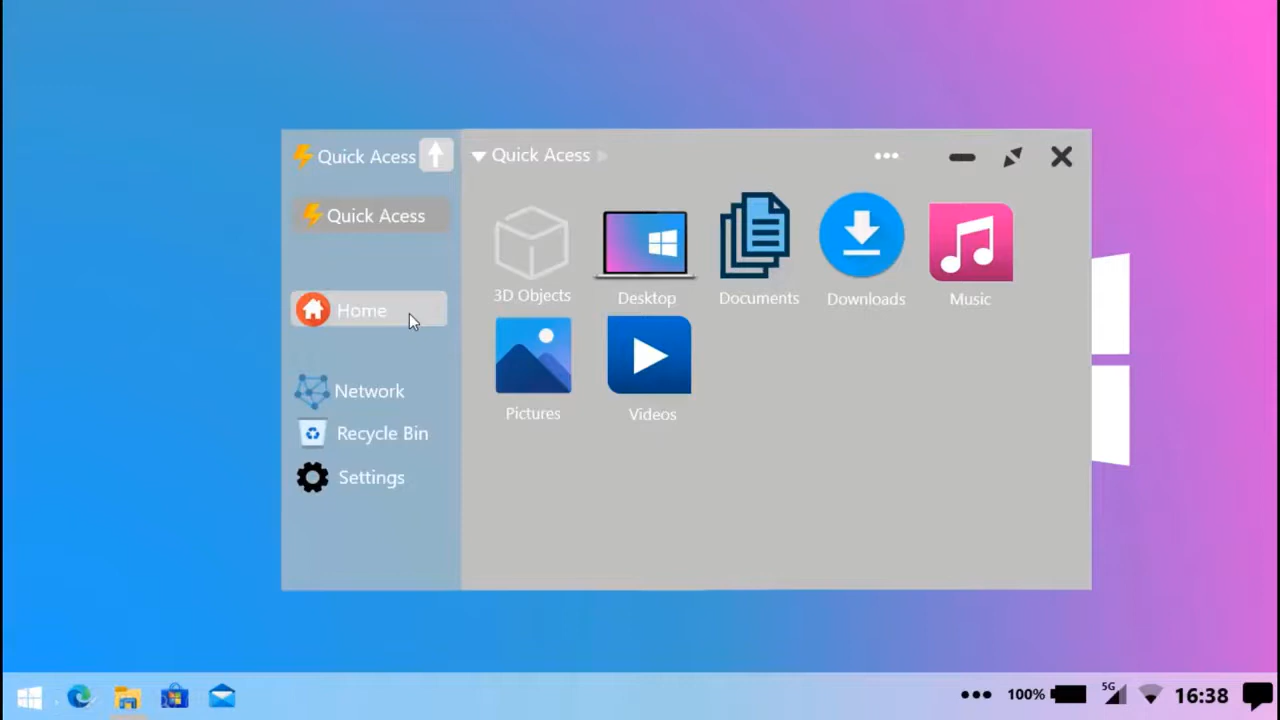 Quick Acess
Quick Acess
Quick Acess
Home
Network
Recycle Bin
Settings
3D Objects
Desktop
Documents
Downloads
Music
Pictures
Videos
100%
5G
16:38